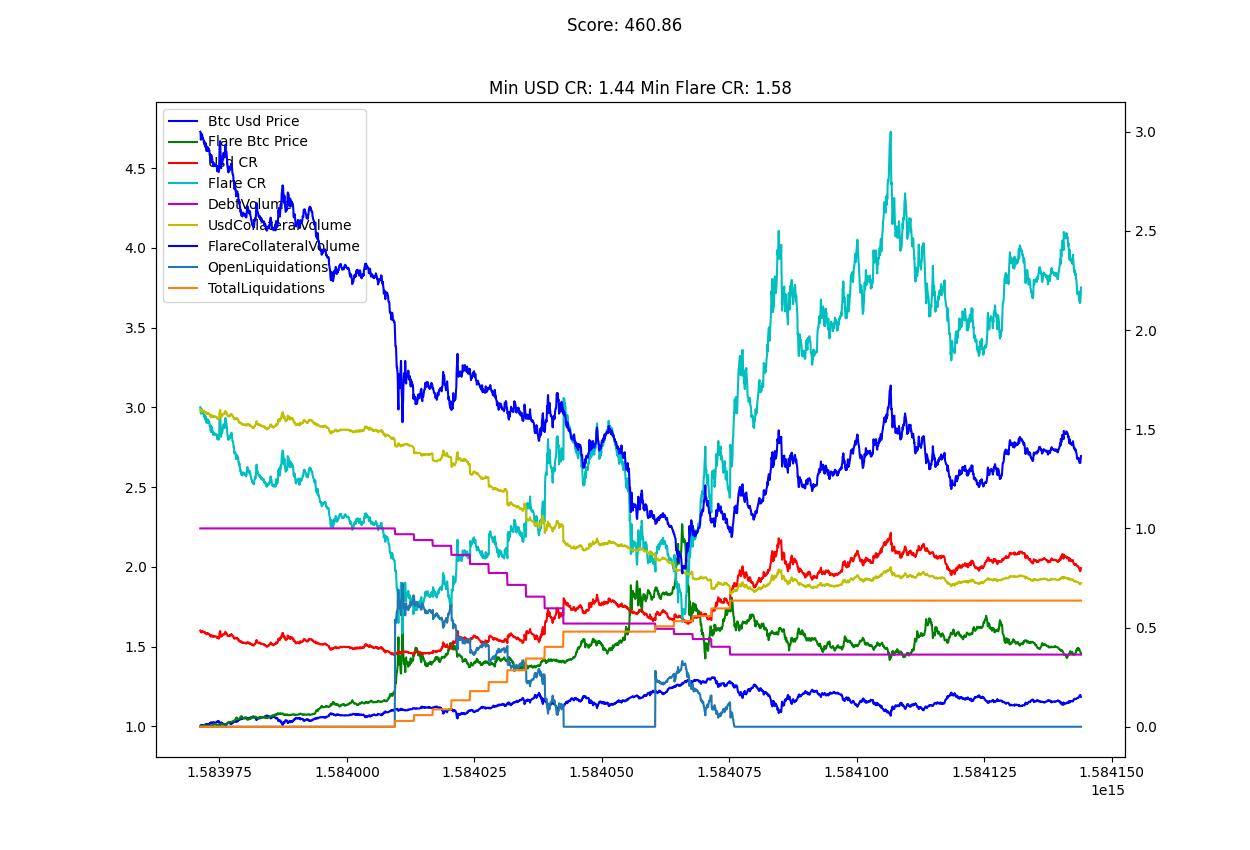 Score: 460.86
Min USD CR: 1.44 Min Flare CR: 1.58
Btc Usd Price
Flare Btc Price
Usd CR
Flare CR
DebtVolume
UsdCollateralVolume
FlareCollateralVolume
OpenLiquidations
TotalLiquidations
4.5
4.0
3.5
3.0
2.5
2.0
1.5
1.0
3.0
2.5
2.0
1.5
1.0
0.5
0.0
1.583975 1.584000 1.584025 1.584050 1.584075 1.584100 1.584125 1.584150
1e15